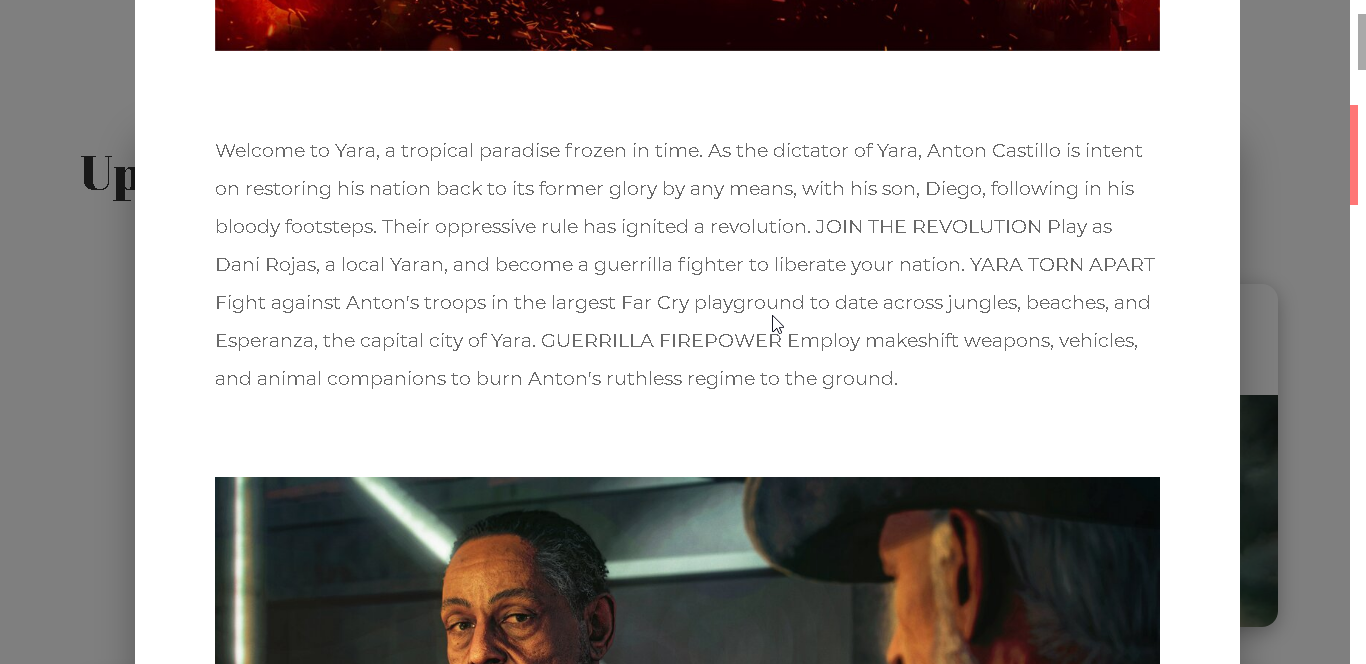 Up
Welcome to Yara, a tropical paradise frozen in time. As the dictator of Yara, Anton Castillo is intent
on restoring his nation back to its former glory by any means, with his son, Diego, following in his
bloody footsteps. Their oppressive rule has ignited a revolution. JOIN THE REVOLUTION Play as
Dani Rojas, a local Yaran, and become a guerrilla fighter to liberate your nation. YARA TORN APART
Fight against Anton's troops in the largest Far Cry playground to date across jungles, beaches, and
Esperanza, the capital city of Yara. GUERRILLA FIREPOWER Employ makeshift weapons, vehicles,
and animal companions to burn Anton's ruthless regime to the ground.